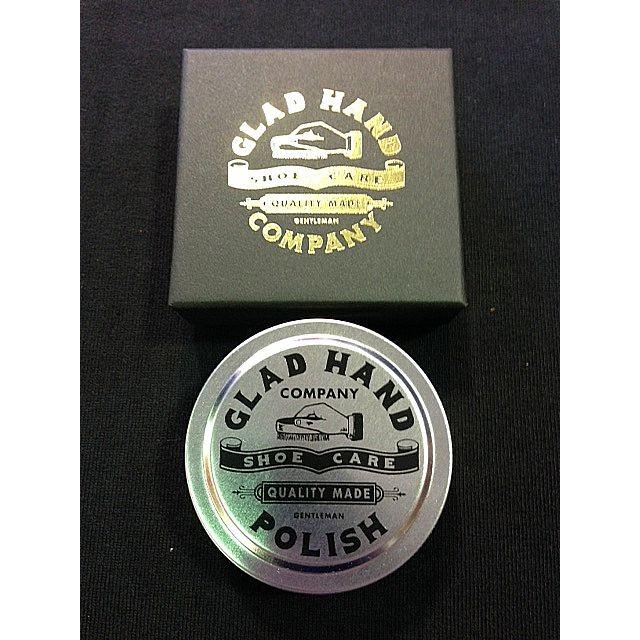 GLAD HAND
SHOE CARE
QUALITY MADE
GENTLEMAN
COMPANY
GLAD HAND
COMPANY
SHOE CARE
QUALITY MADE
GENTLEMAN
POLISH